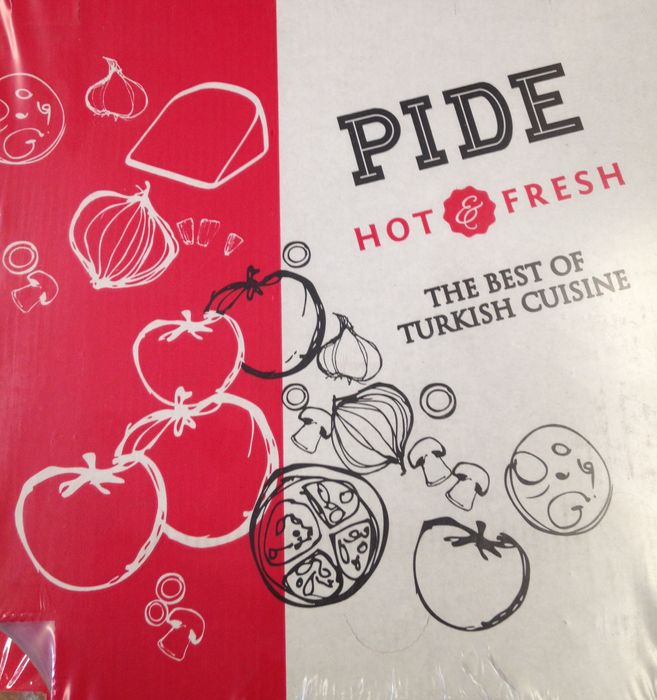 PIDE
HOT & FRESH
THE BEST OF
TURKISH CUISINE